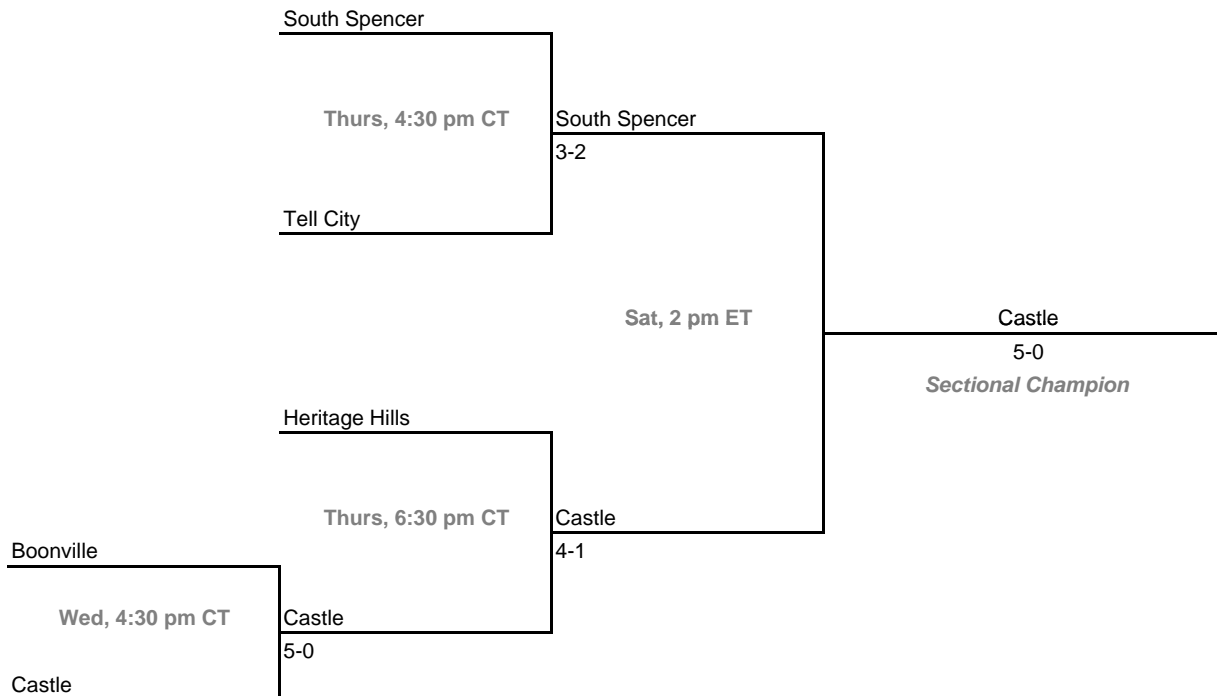 South Spencer
Thurs, 4:30 pm CT
South Spencer
3-2
Tell City
Sat, 2 pm ET
Castle
5-0
Sectional Champion
Heritage Hills
Thurs, 6:30 pm CT
Castle
4-1
Boonville
Wed, 4:30 pm CT
Castle
5-0
Castle